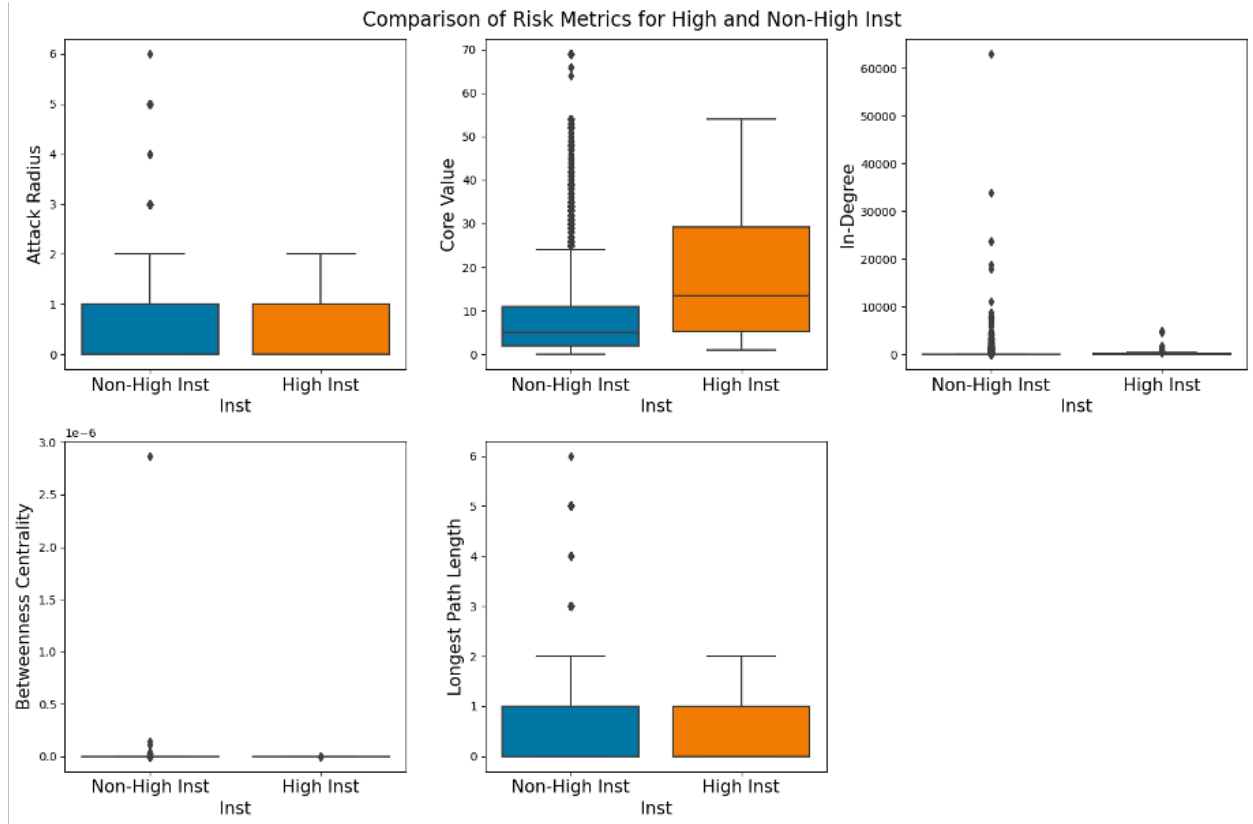 Comparison of Risk Metrics for High and Non-High Inst
Attack Radius
6
5
4
3
2
1
0
Non-High Inst High Inst
Inst
Core Value
70
60
50
40
30
20
10
0
Non-High Inst High Inst
Inst
In-Degree
60000
50000
40000
30000
20000
10000
0
Non-High Inst High Inst
Inst
Betweenness Centrality
1e−6
3.0
2.5
2.0
1.5
1.0
0.5
0.0
Non-High Inst High Inst
Inst
Longest Path Length
6
5
4
3
2
1
0
Non-High Inst High Inst
Inst